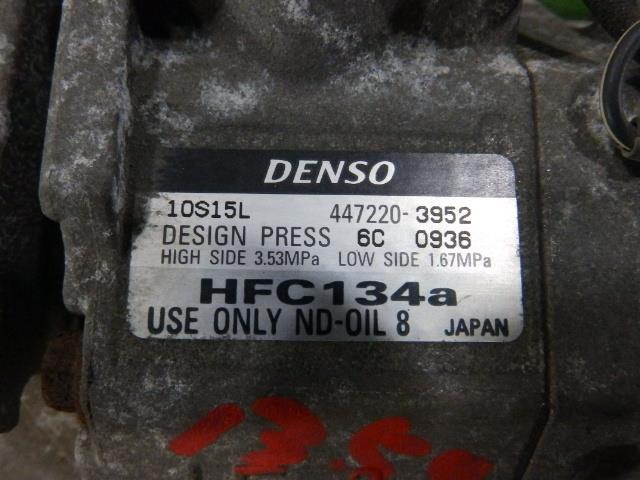 DENSO
10S15L 447220-3952
DESIGN PRESS 6C 0936
HIGH SIDE 3.53MPa LOW SIDE 1.67MPa
HFC134a
USE ONLY ND-OIL 8 JAPAN